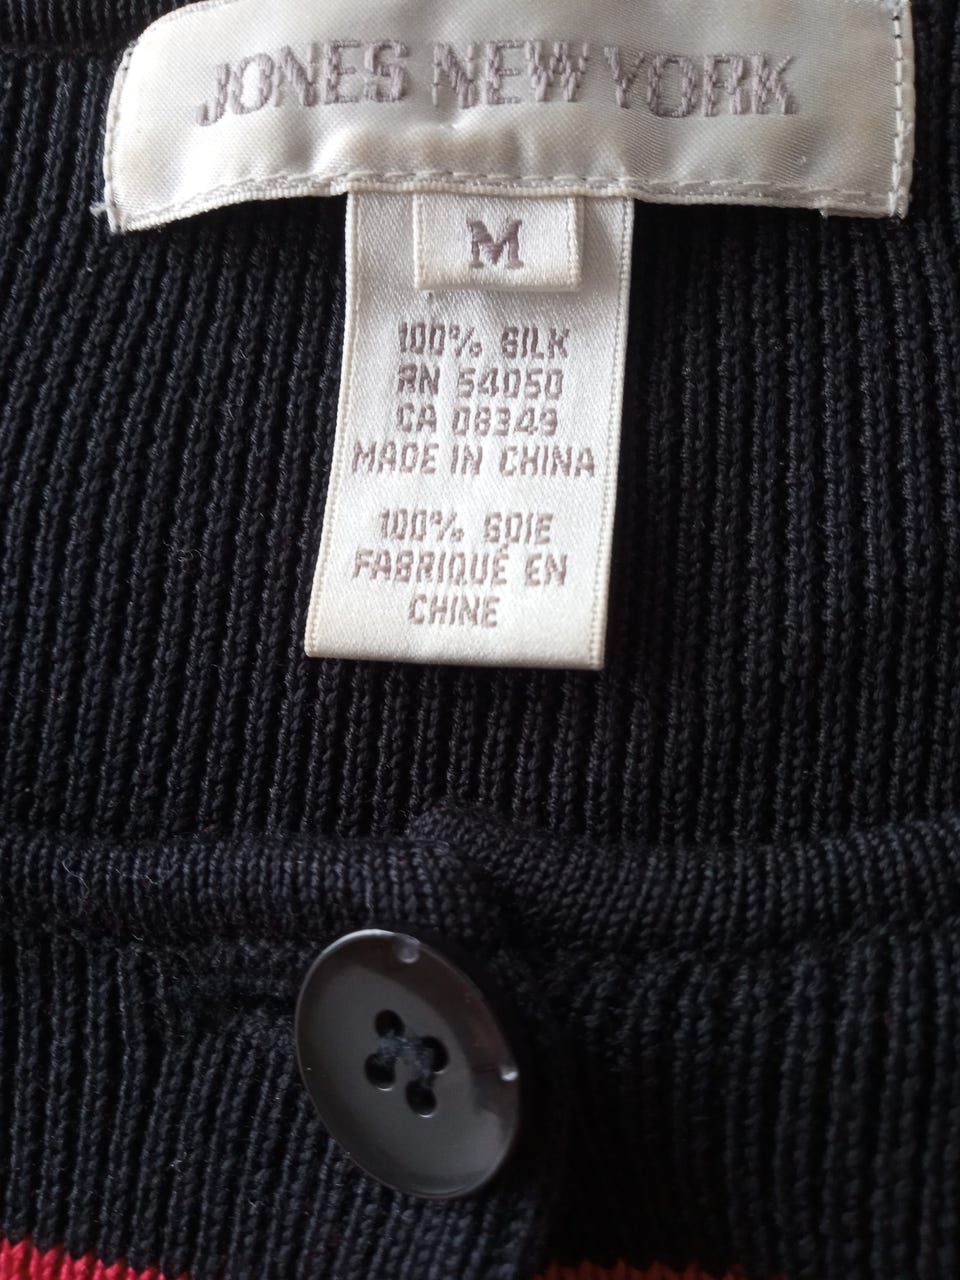 JONES NEW YORK
M
100% SILK
RN 54050
CA 08349
MADE IN CHINA
100% SOIE
FABRIQUÉ EN
CHINE